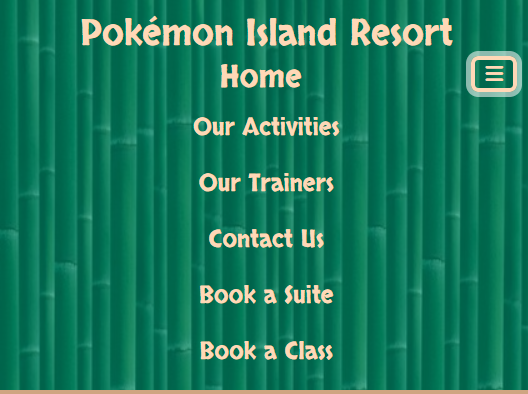 Pokémon Island Resort
Home
Our Activities
Our Trainers
Contact Us
Book a Suite
Book a Class